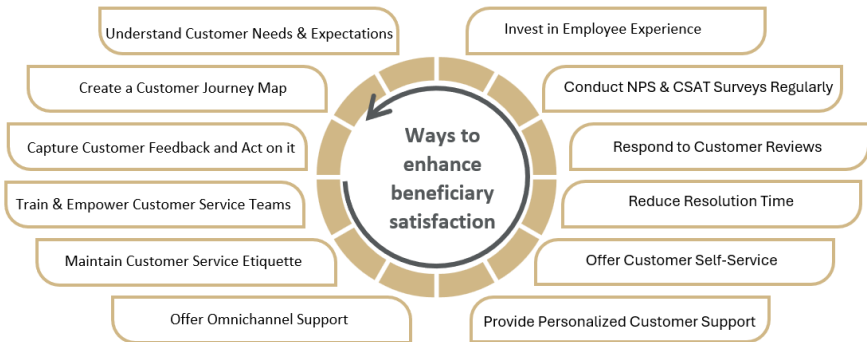 Understand Customer Needs & Expectations
Invest in Employee Experience
Create a Customer Journey Map
Conduct NPS & CSAT Surveys Regularly
Capture Customer Feedback and Act on it
Ways to
enhance
beneficiary
satisfaction
Respond to Customer Reviews
Train & Empower Customer Service Teams
Reduce Resolution Time
Maintain Customer Service Etiquette
Offer Customer Self-Service
Offer Omnichannel Support
Provide Personalized Customer Support